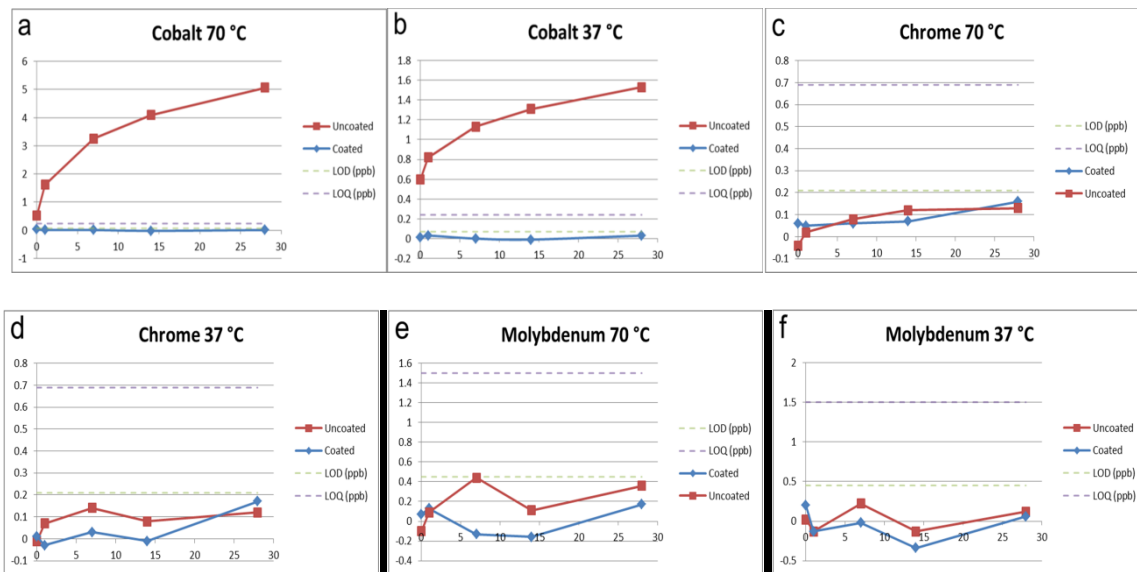 a
Cobalt 70 °C
6
5
4
3
2
1
0
-1
0 5 10 15 20 25 30
Uncoated
Coated
LOD (ppb)
LOQ (ppb)
b
Cobalt 37 °C
1.8
1.6
1.4
1.2
1
0.8
0.6
0.4
0.2
0
-0.2
0 5 10 15 20 25 30
Uncoated
Coated
LOD (ppb)
LOQ (ppb)
c
Chrome 70 °C
0.8
0.7
0.6
0.5
0.4
0.3
0.2
0.1
0
-0.1
0 5 10 15 20 25 30
LOD (ppb)
LOQ (ppb)
Coated
Uncoated
d
Chrome 37 °C
0.8
0.7
0.6
0.5
0.4
0.3
0.2
0.1
0
-0.1
0 5 10 15 20 25 30
Uncoated
Coated
LOD (ppb)
LOQ (ppb)
e
Molybdenum 70 °C
1.6
1.4
1.2
1
0.8
0.6
0.4
0.2
0
-0.2
-0.4
0 5 10 15 20 25 30
LOD (ppb)
LOQ (ppb)
Coated
Uncoated
f
Molybdenum 37 °C
2
1.5
1
0.5
0
-0.5
0 5 10 15 20 25 30
Uncoated
Coated
LOD (ppb)
LOQ (ppb)